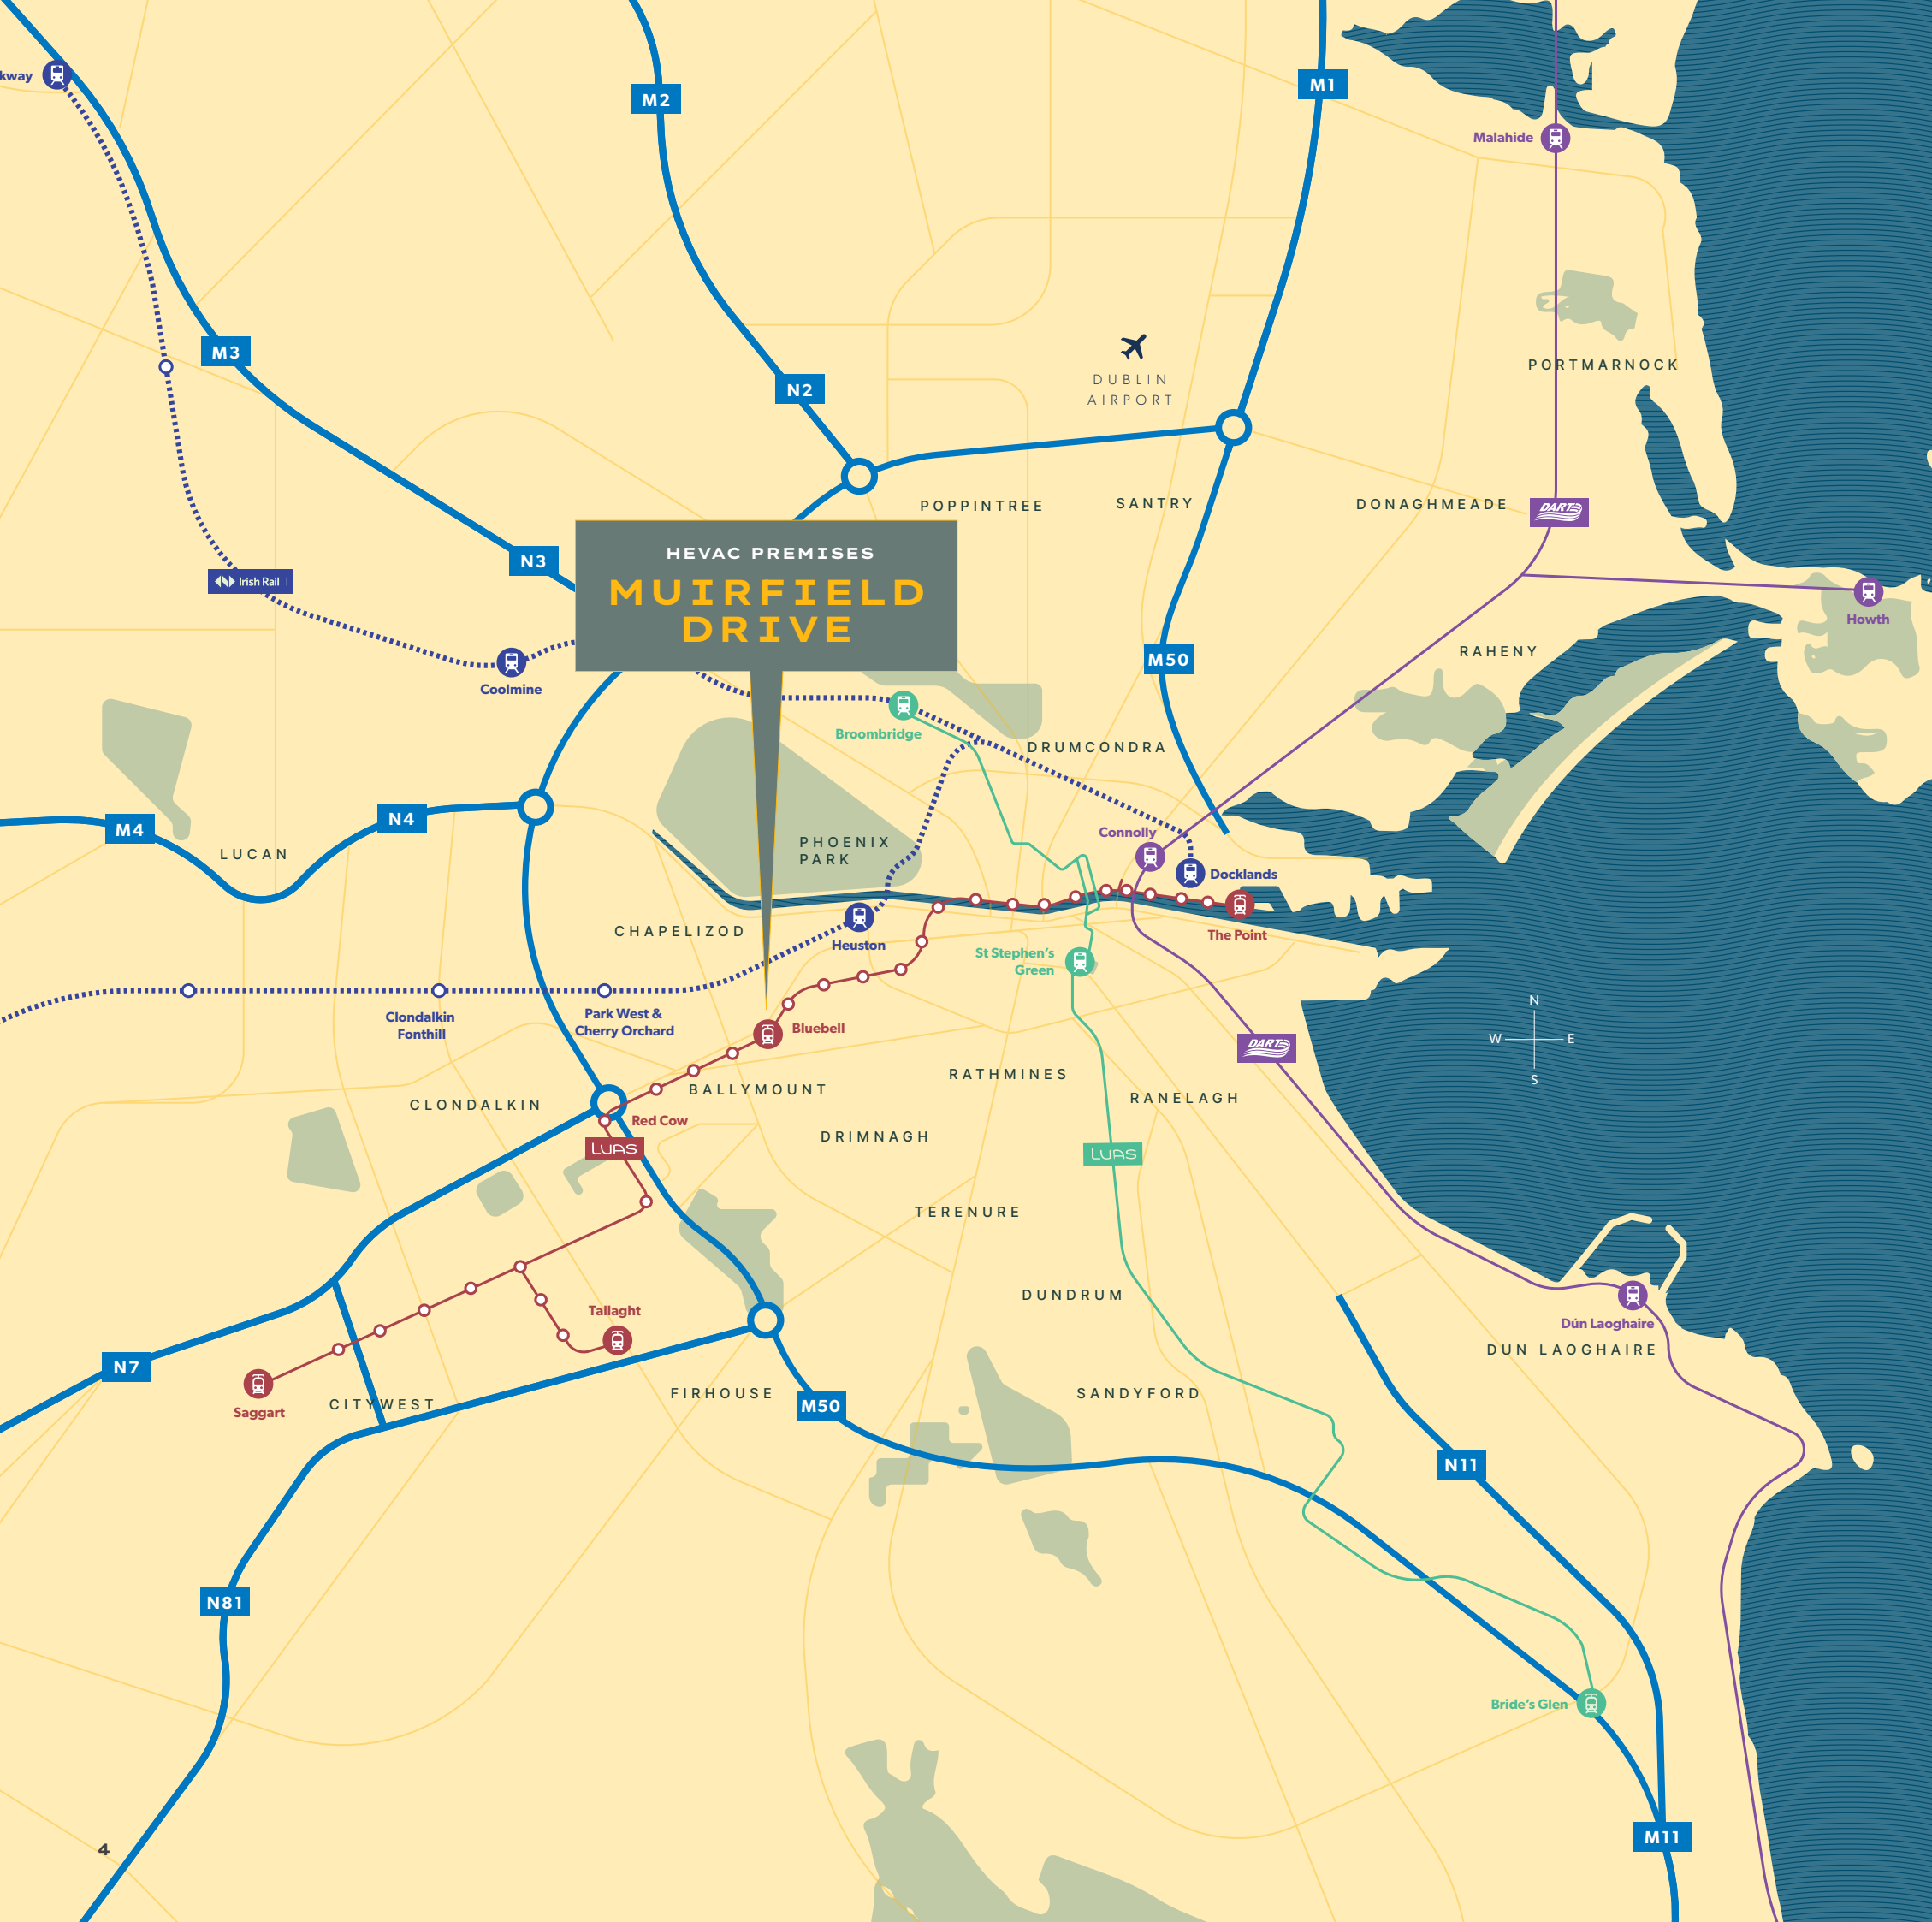 kway
M2
M1
Malahide
M3
DUBLIN
AIRPORT
PORTMARNOCK
N2
POPPINTREE
SANTRY
DONAGHMEADE
DART
HEVAC PREMISES
MUIRFIELD
DRIVE
N3
Irish Rail
Howth
RAHENY
M50
Coolmine
Broombridge
DRUMCONDRA
N4
M4
LUCAN
PHOENIX
PARK
Connolly
Docklands
CHAPELIZOD
Heuston
The Point
St Stephen's
Green
Clondalkin
Fonthill
Park West &
Cherry Orchard
Bluebell
N
W
E
S
DART
RATHMINES
BALLYMOUNT
RANELAGH
CLONDALKIN
Red Cow
DRIMNAGH
LUAS
LUAS
TERENURE
DUNDRUM
Tallaght
Dún Laoghaire
DUN LAOGHAIRE
N7
Saggart
CITYWEST
FIRHOUSE
M50
SANDYFORD
N11
N81
Bride's Glen
M11
4